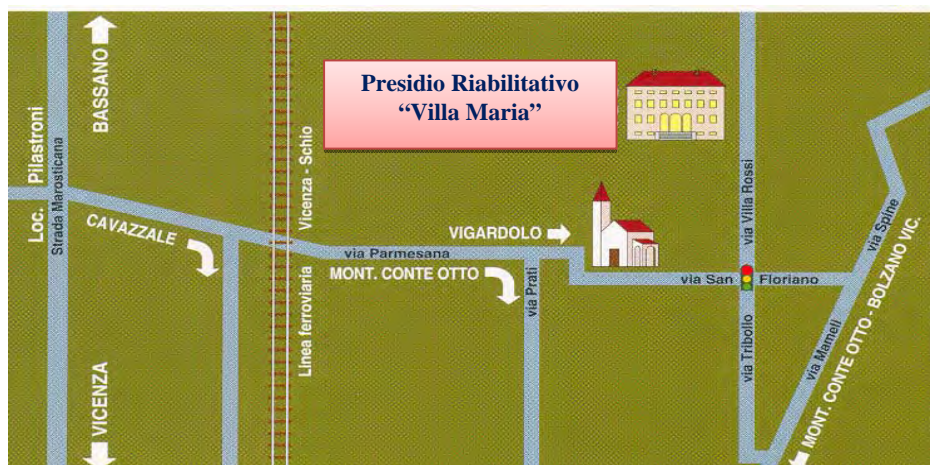 Presidio Riabilitativo
“Villa Maria”
BASSANO
Loc. Pilastroni
Strada Marosticana
VICENZA
CAVAZZALE
Linea ferroviaria Vicenza - Schio
via Parmesana
VIGARDOLO
MONT. CONTE OTTO
via Prati
via San Floriano
via Villa Rossi
via Tribolo
via Spine
via Mameli
MONT. CONTE OTTO - BOLZANO VIC.